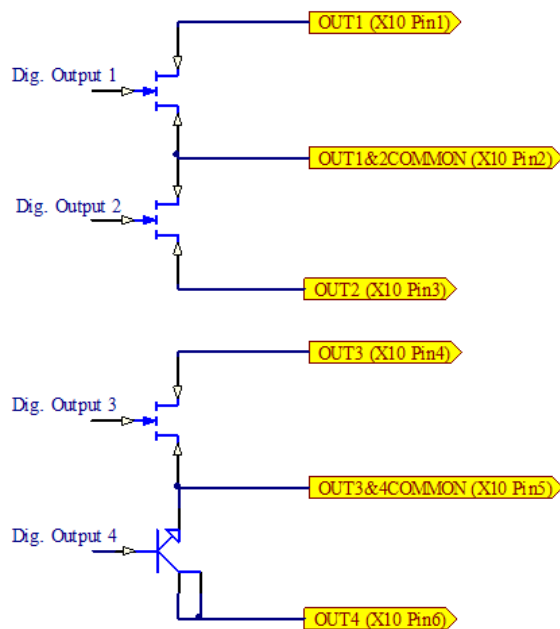 OUT1 (X10 Pin1)
Dig. Output 1
OUT1&2COMMON (X10 Pin2)
Dig. Output 2
OUT2 (X10 Pin3)
OUT3 (X10 Pin4)
Dig. Output 3
OUT3&4COMMON (X10 Pin5)
Dig. Output 4
OUT4 (X10 Pin6)